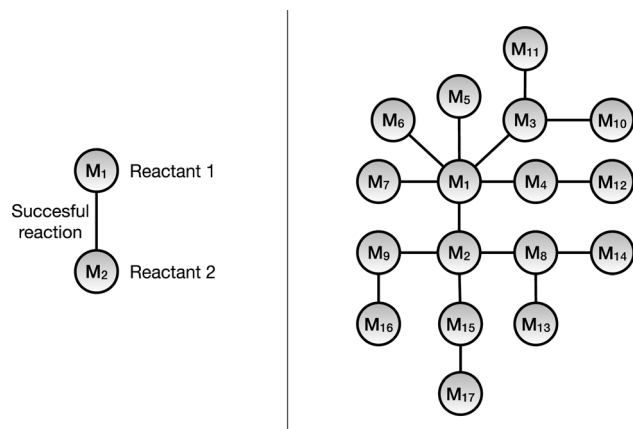 M₁ Reactant 1
Succesful
reaction
M₂ Reactant 2
M₁₁
M₅
M₆ M₃ M₁₀
M₇ M₁ M₄ M₁₂
M₉ M₂ M₈ M₁₄
M₁₆ M₁₅ M₁₃
M₁₇